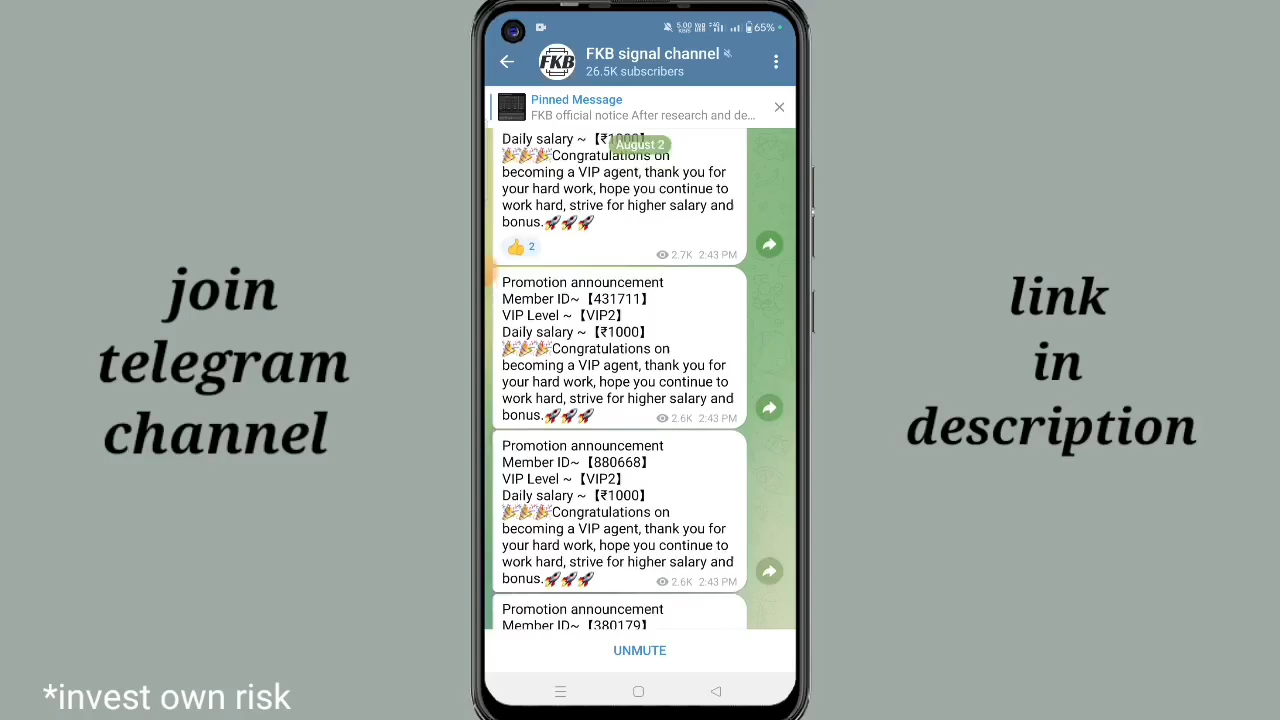 join
telegram
channel
link
in
description
*invest own risk
5.00
KB/S
65%
FKB
FKB signal channel
26.5K subscribers
Pinned Message
FKB official notice After research and de...
August 2
Daily salary ~【₹1000】
🎉🎉🎉Congratulations on
becoming a VIP agent, thank you for
your hard work, hope you continue to
work hard, strive for higher salary and
bonus.🚀🚀🚀
👍 2
2.7K 2:43 PM
Promotion announcement
Member ID~【431711】
VIP Level ~【VIP2】
Daily salary ~【₹1000】
🎉🎉🎉Congratulations on
becoming a VIP agent, thank you for
your hard work, hope you continue to
work hard, strive for higher salary and
bonus.🚀🚀🚀
2.6K 2:43 PM
Promotion announcement
Member ID~【880668】
VIP Level ~【VIP2】
Daily salary ~【₹1000】
🎉🎉🎉Congratulations on
becoming a VIP agent, thank you for
your hard work, hope you continue to
work hard, strive for higher salary and
bonus.🚀🚀🚀
2.6K 2:43 PM
Promotion announcement
Member ID~【380179】
UNMUTE